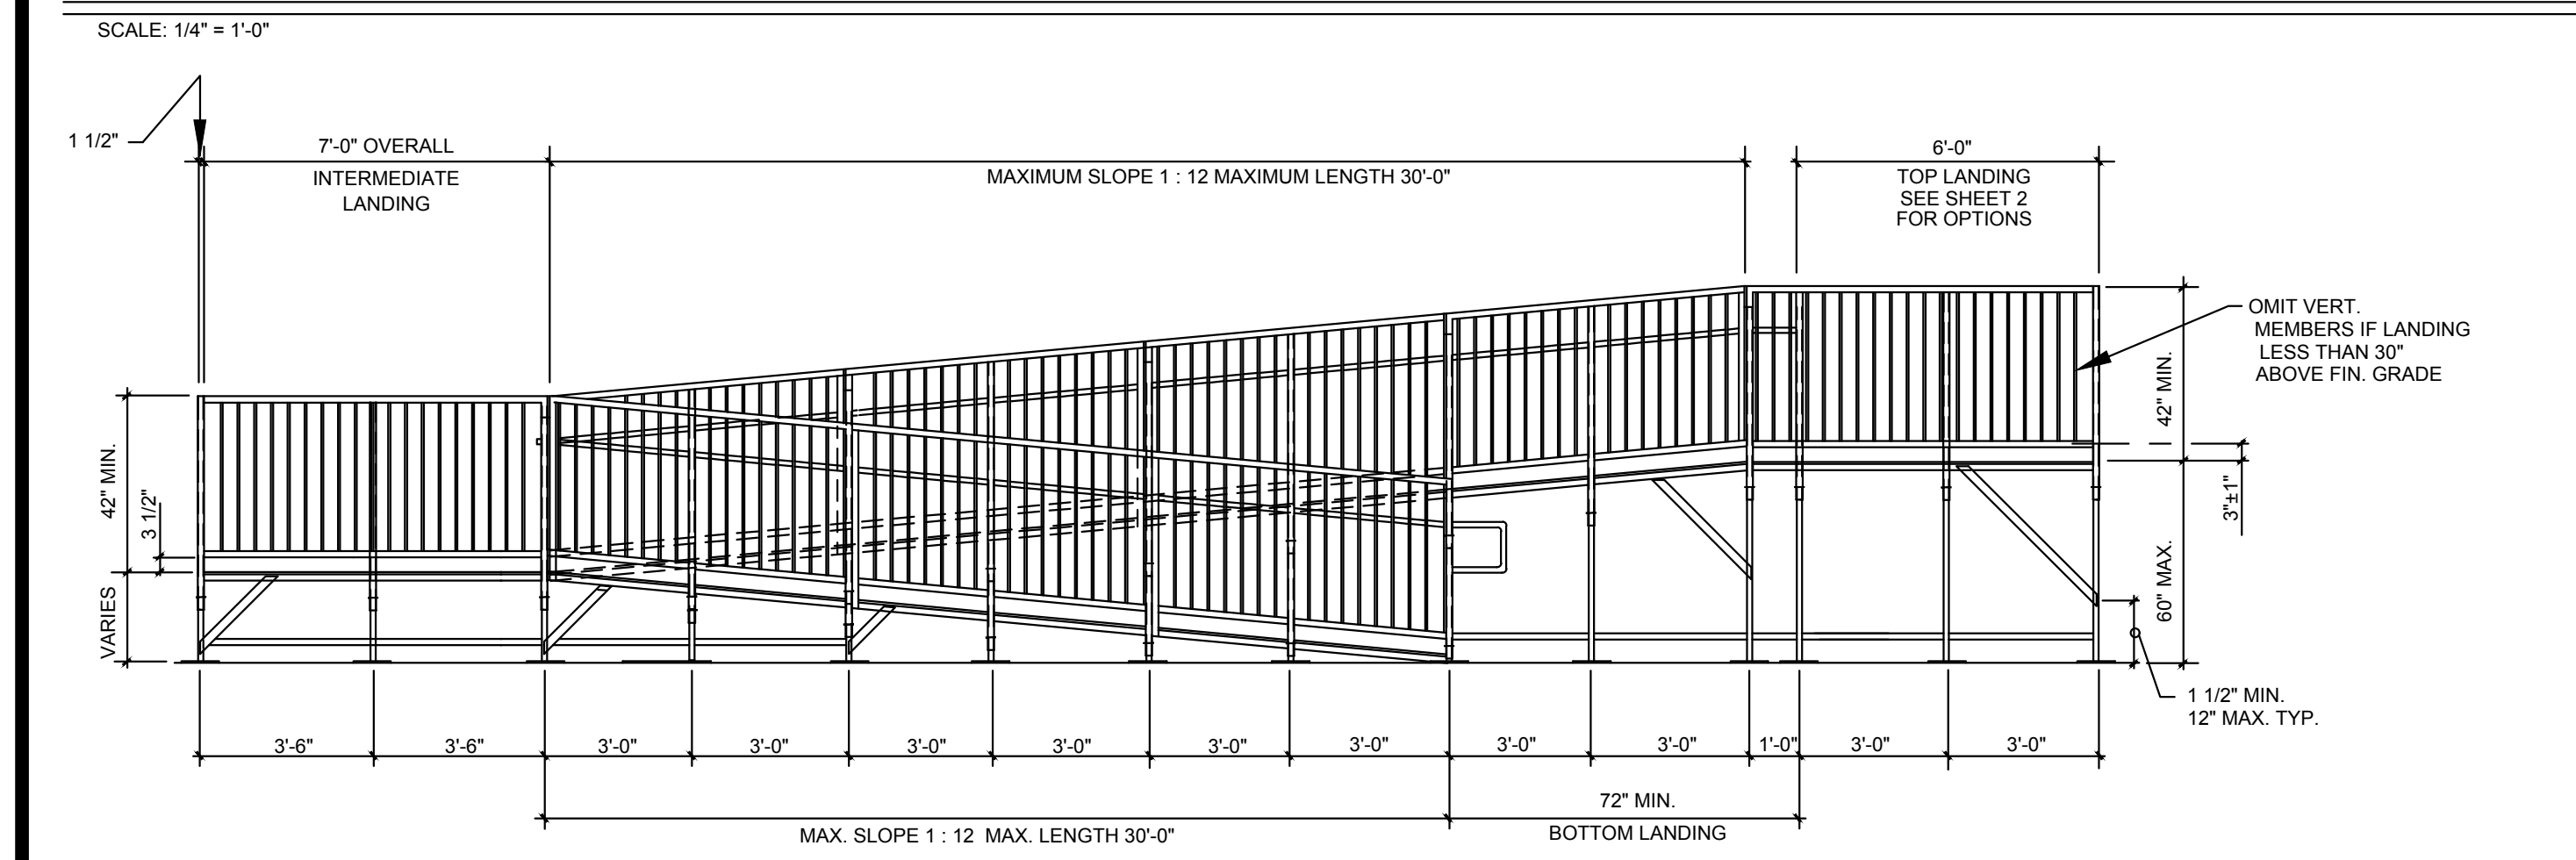 SCALE: 1/4" = 1'-0"
1 1/2"
7'-0" OVERALL
INTERMEDIATE
LANDING
MAXIMUM SLOPE 1 : 12 MAXIMUM LENGTH 30'-0"
6'-0"
TOP LANDING
SEE SHEET 2
FOR OPTIONS
OMIT VERT.
MEMBERS IF LANDING
LESS THAN 30"
ABOVE FIN. GRADE
42" MIN.
3 1/2"
VARIES
42" MIN.
3"±1"
60" MAX.
1 1/2" MIN.
12" MAX. TYP.
3'-6"
3'-6"
3'-0"
3'-0"
3'-0"
3'-0"
3'-0"
3'-0"
3'-0"
3'-0"
1'-0"
3'-0"
3'-0"
MAX. SLOPE 1 : 12 MAX. LENGTH 30'-0"
72" MIN.
BOTTOM LANDING